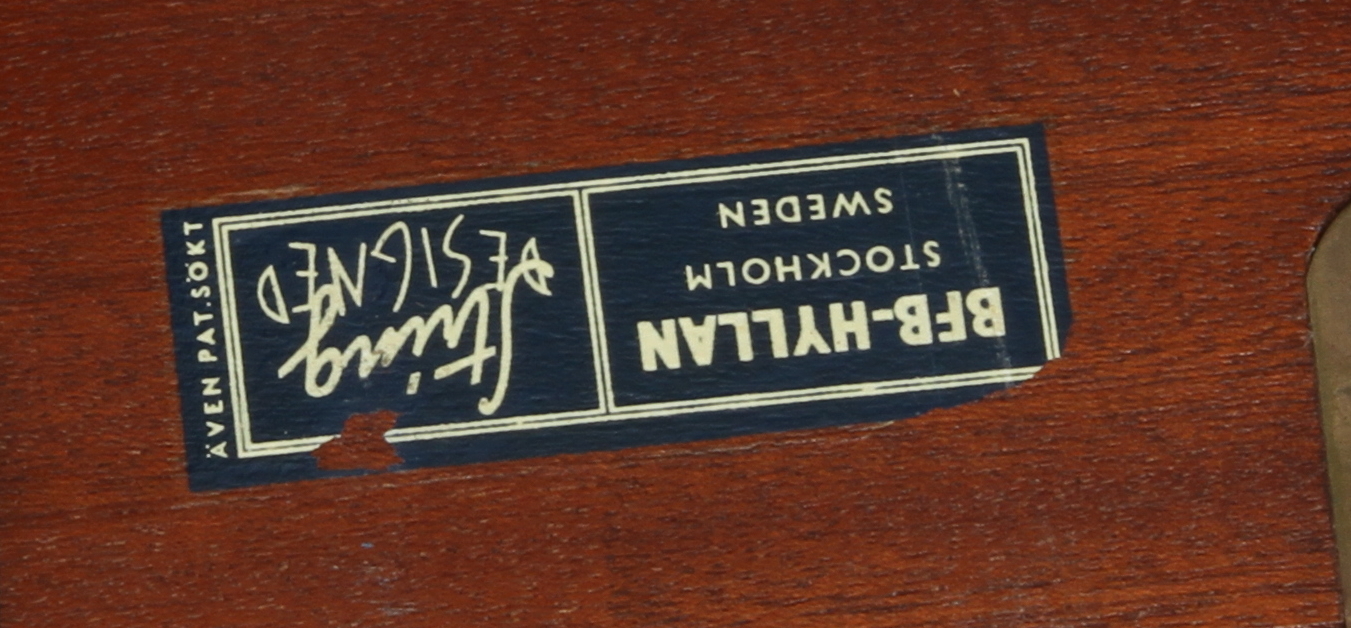 BFB-HYLLAN
STOCKHOLM
SWEDEN
String
DESIGNED
ÄVEN PAT.SÖKT